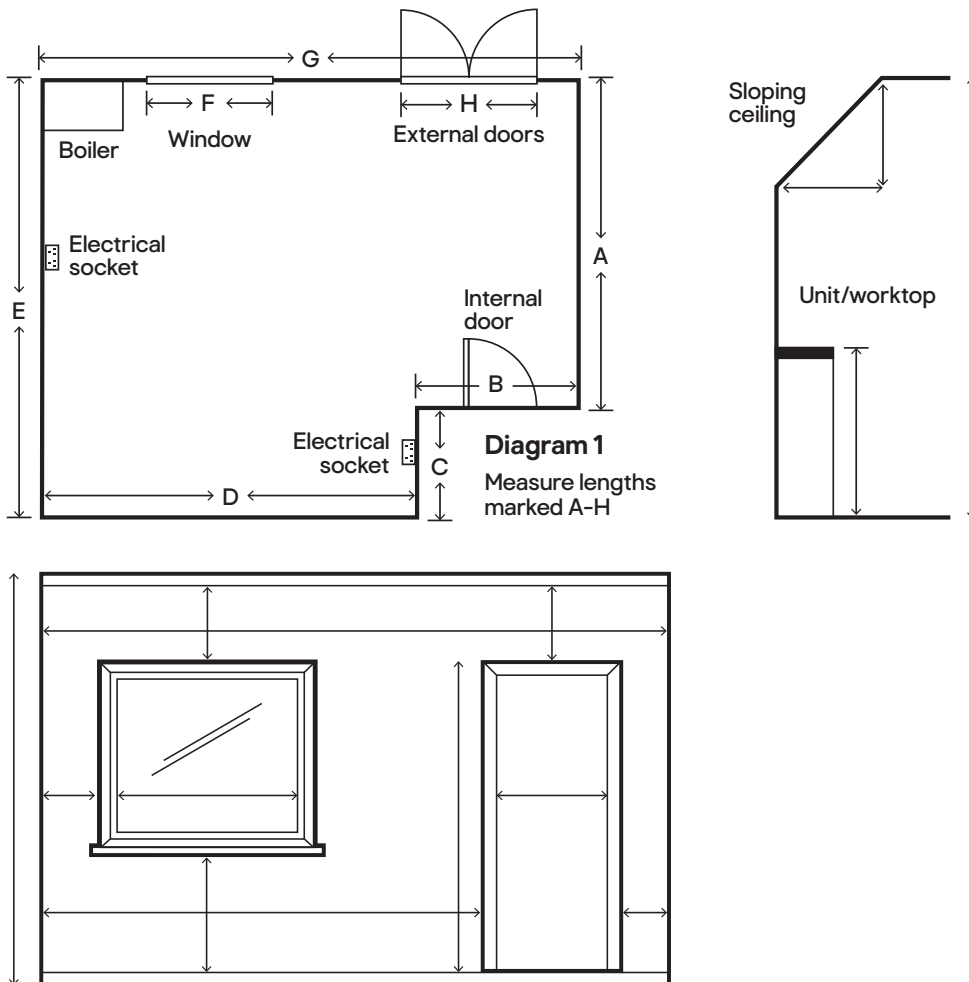 G
F
H
Window
External doors
Boiler
Electrical
socket
A
E
Internal
door
B
Electrical
socket
C
D
Diagram 1
Measure lengths
marked A-H
Sloping
ceiling
Unit/worktop